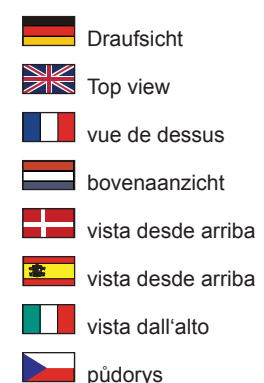 Draufsicht
Top view
vue de dessus
bovenaanzicht
vista desde arriba
vista desde arriba
vista dall‘alto
půdorys